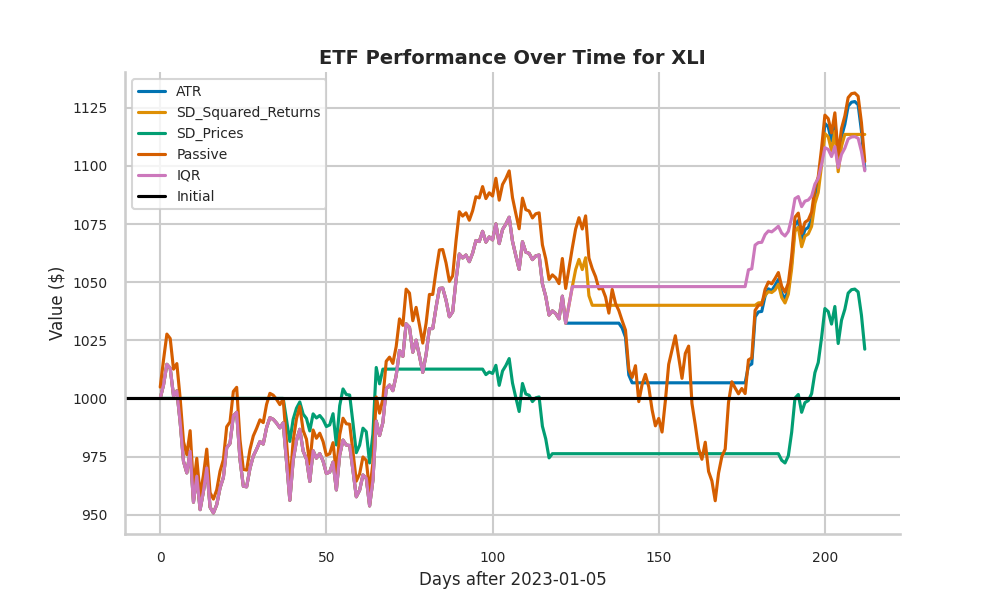 ETF Performance Over Time for XLI
ATR
SD_Squared_Returns
SD_Prices
Passive
IQR
Initial
Value ($)
1125
1100
1075
1050
1025
1000
975
950
0 50 100 150 200
Days after 2023-01-05